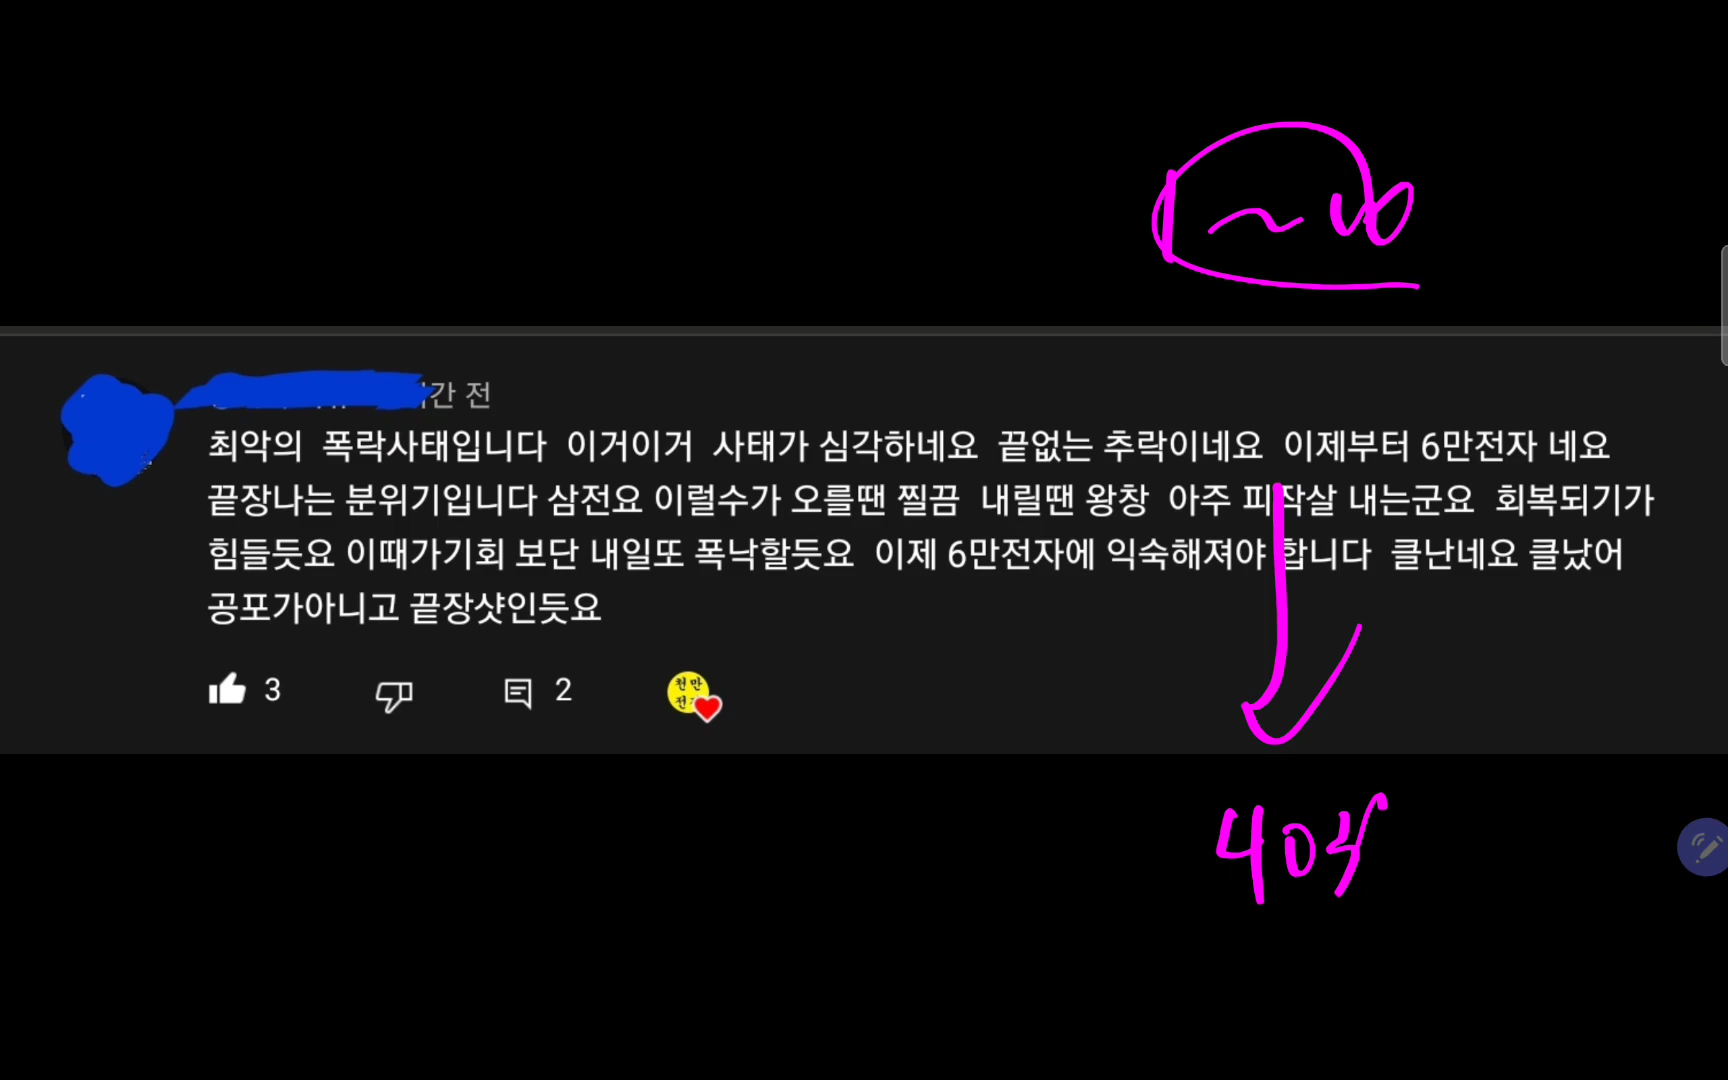 간 전
최악의 폭락사태입니다 이거이거 사태가 심각하네요 끝없는 추락이네요 이제부터 6만전자 네요
끝장나는 분위기입니다 삼전요 이럴수가 오를땐 찔끔 내릴땐 왕창 아주 피작살 내는군요 회복되기가
힘들듯요 이때가기회 보단 내일또 폭낙할듯요 이제 6만전자에 익숙해져야 합니다 클난네요 클났어
공포가아니고 끝장샷인듯요
3 2 천만